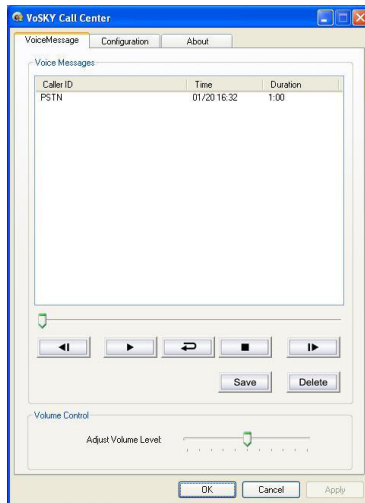 VoSKY Call Center
VoiceMessage Configuration About
Voice Messages
Caller ID Time Duration
PSTN 01/20 16:32 1:00
Save Delete
Volume Control
Adjust Volume Level:
OK Cancel Apply